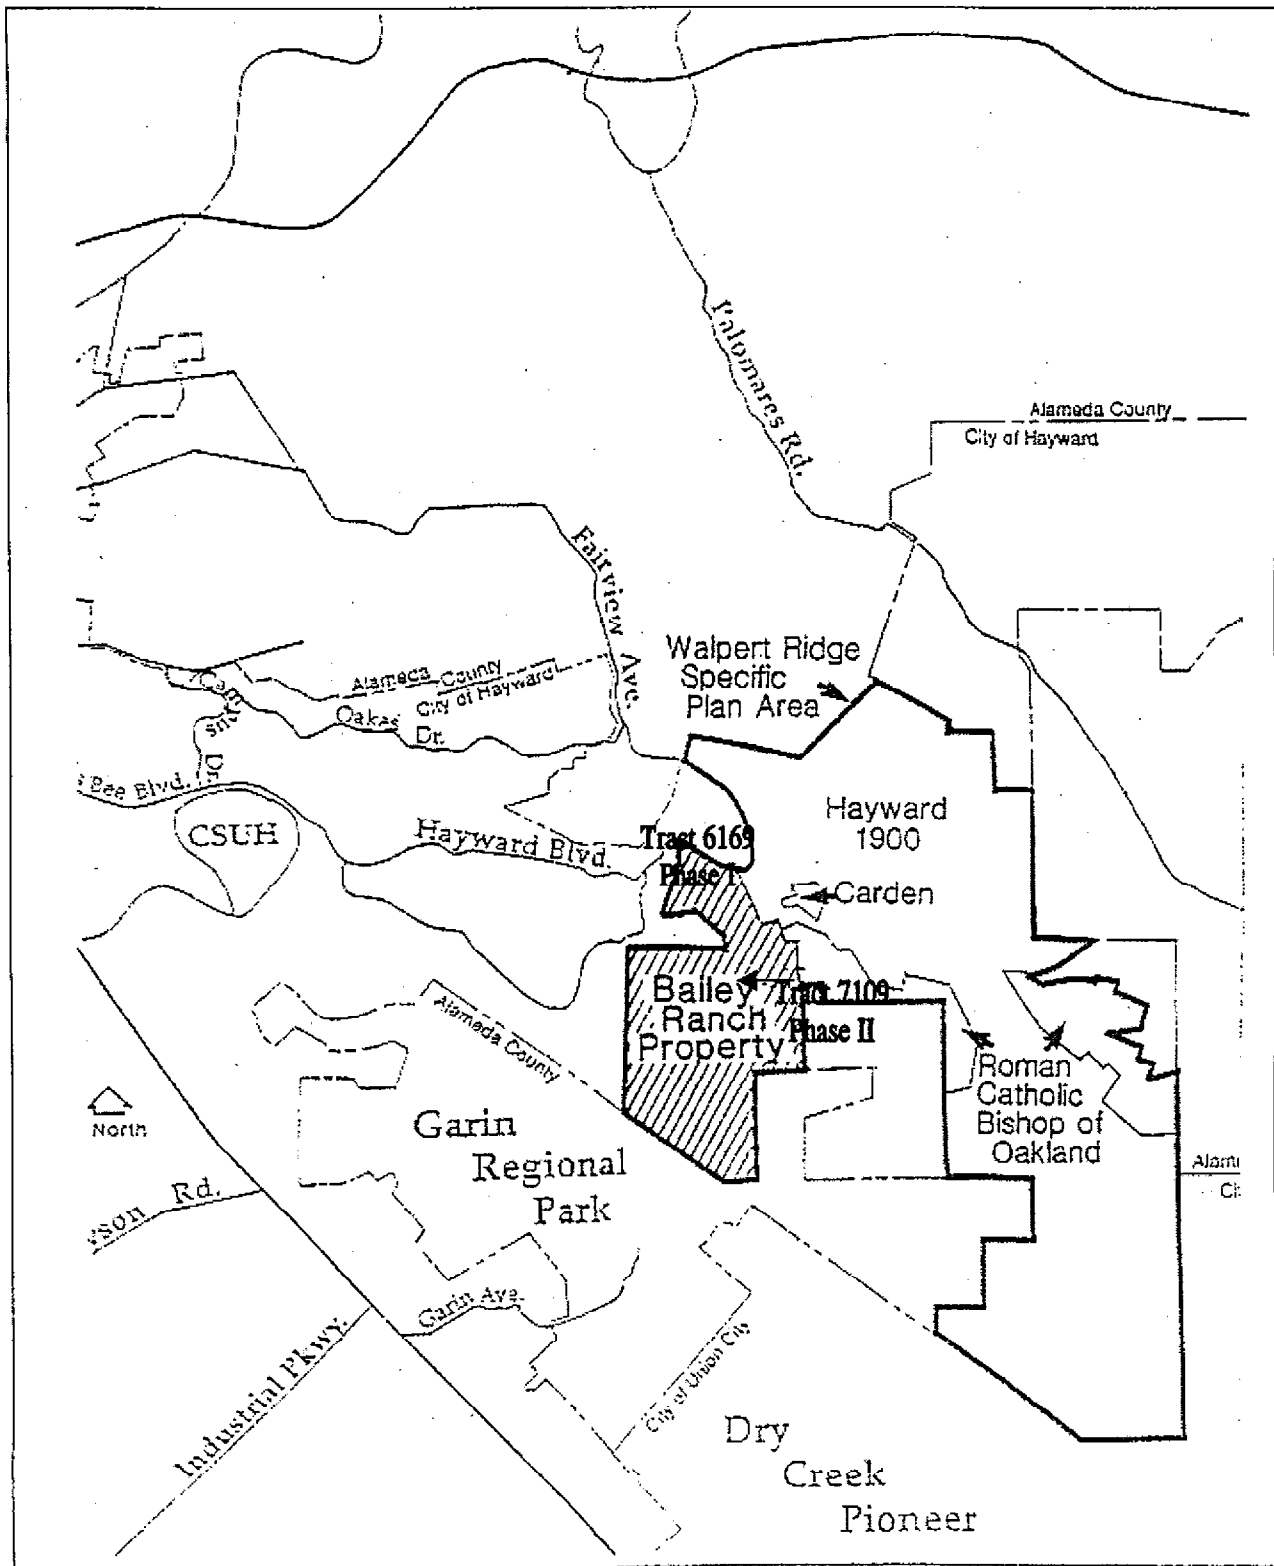 Palomares Rd.
Alameda County
City of Hayward
Fairview Ave.
Walpert Ridge
Specific
Plan Area
Alameda County
City of Hayward
Campus Dr.
Oakes Dr.
Bee Blvd.
CSUH
Hayward Blvd.
Hayward
1900
Tract 6169
Phase I
Garden
Bailey
Ranch
Property
Tract 7109
Phase II
Alameda County
Roman
Catholic
Bishop of
Oakland
North
Garin
Regional
Park
Rd.
Garin Ave.
Industrial Pkwy.
City of Union City
Dry
Creek
Pioneer